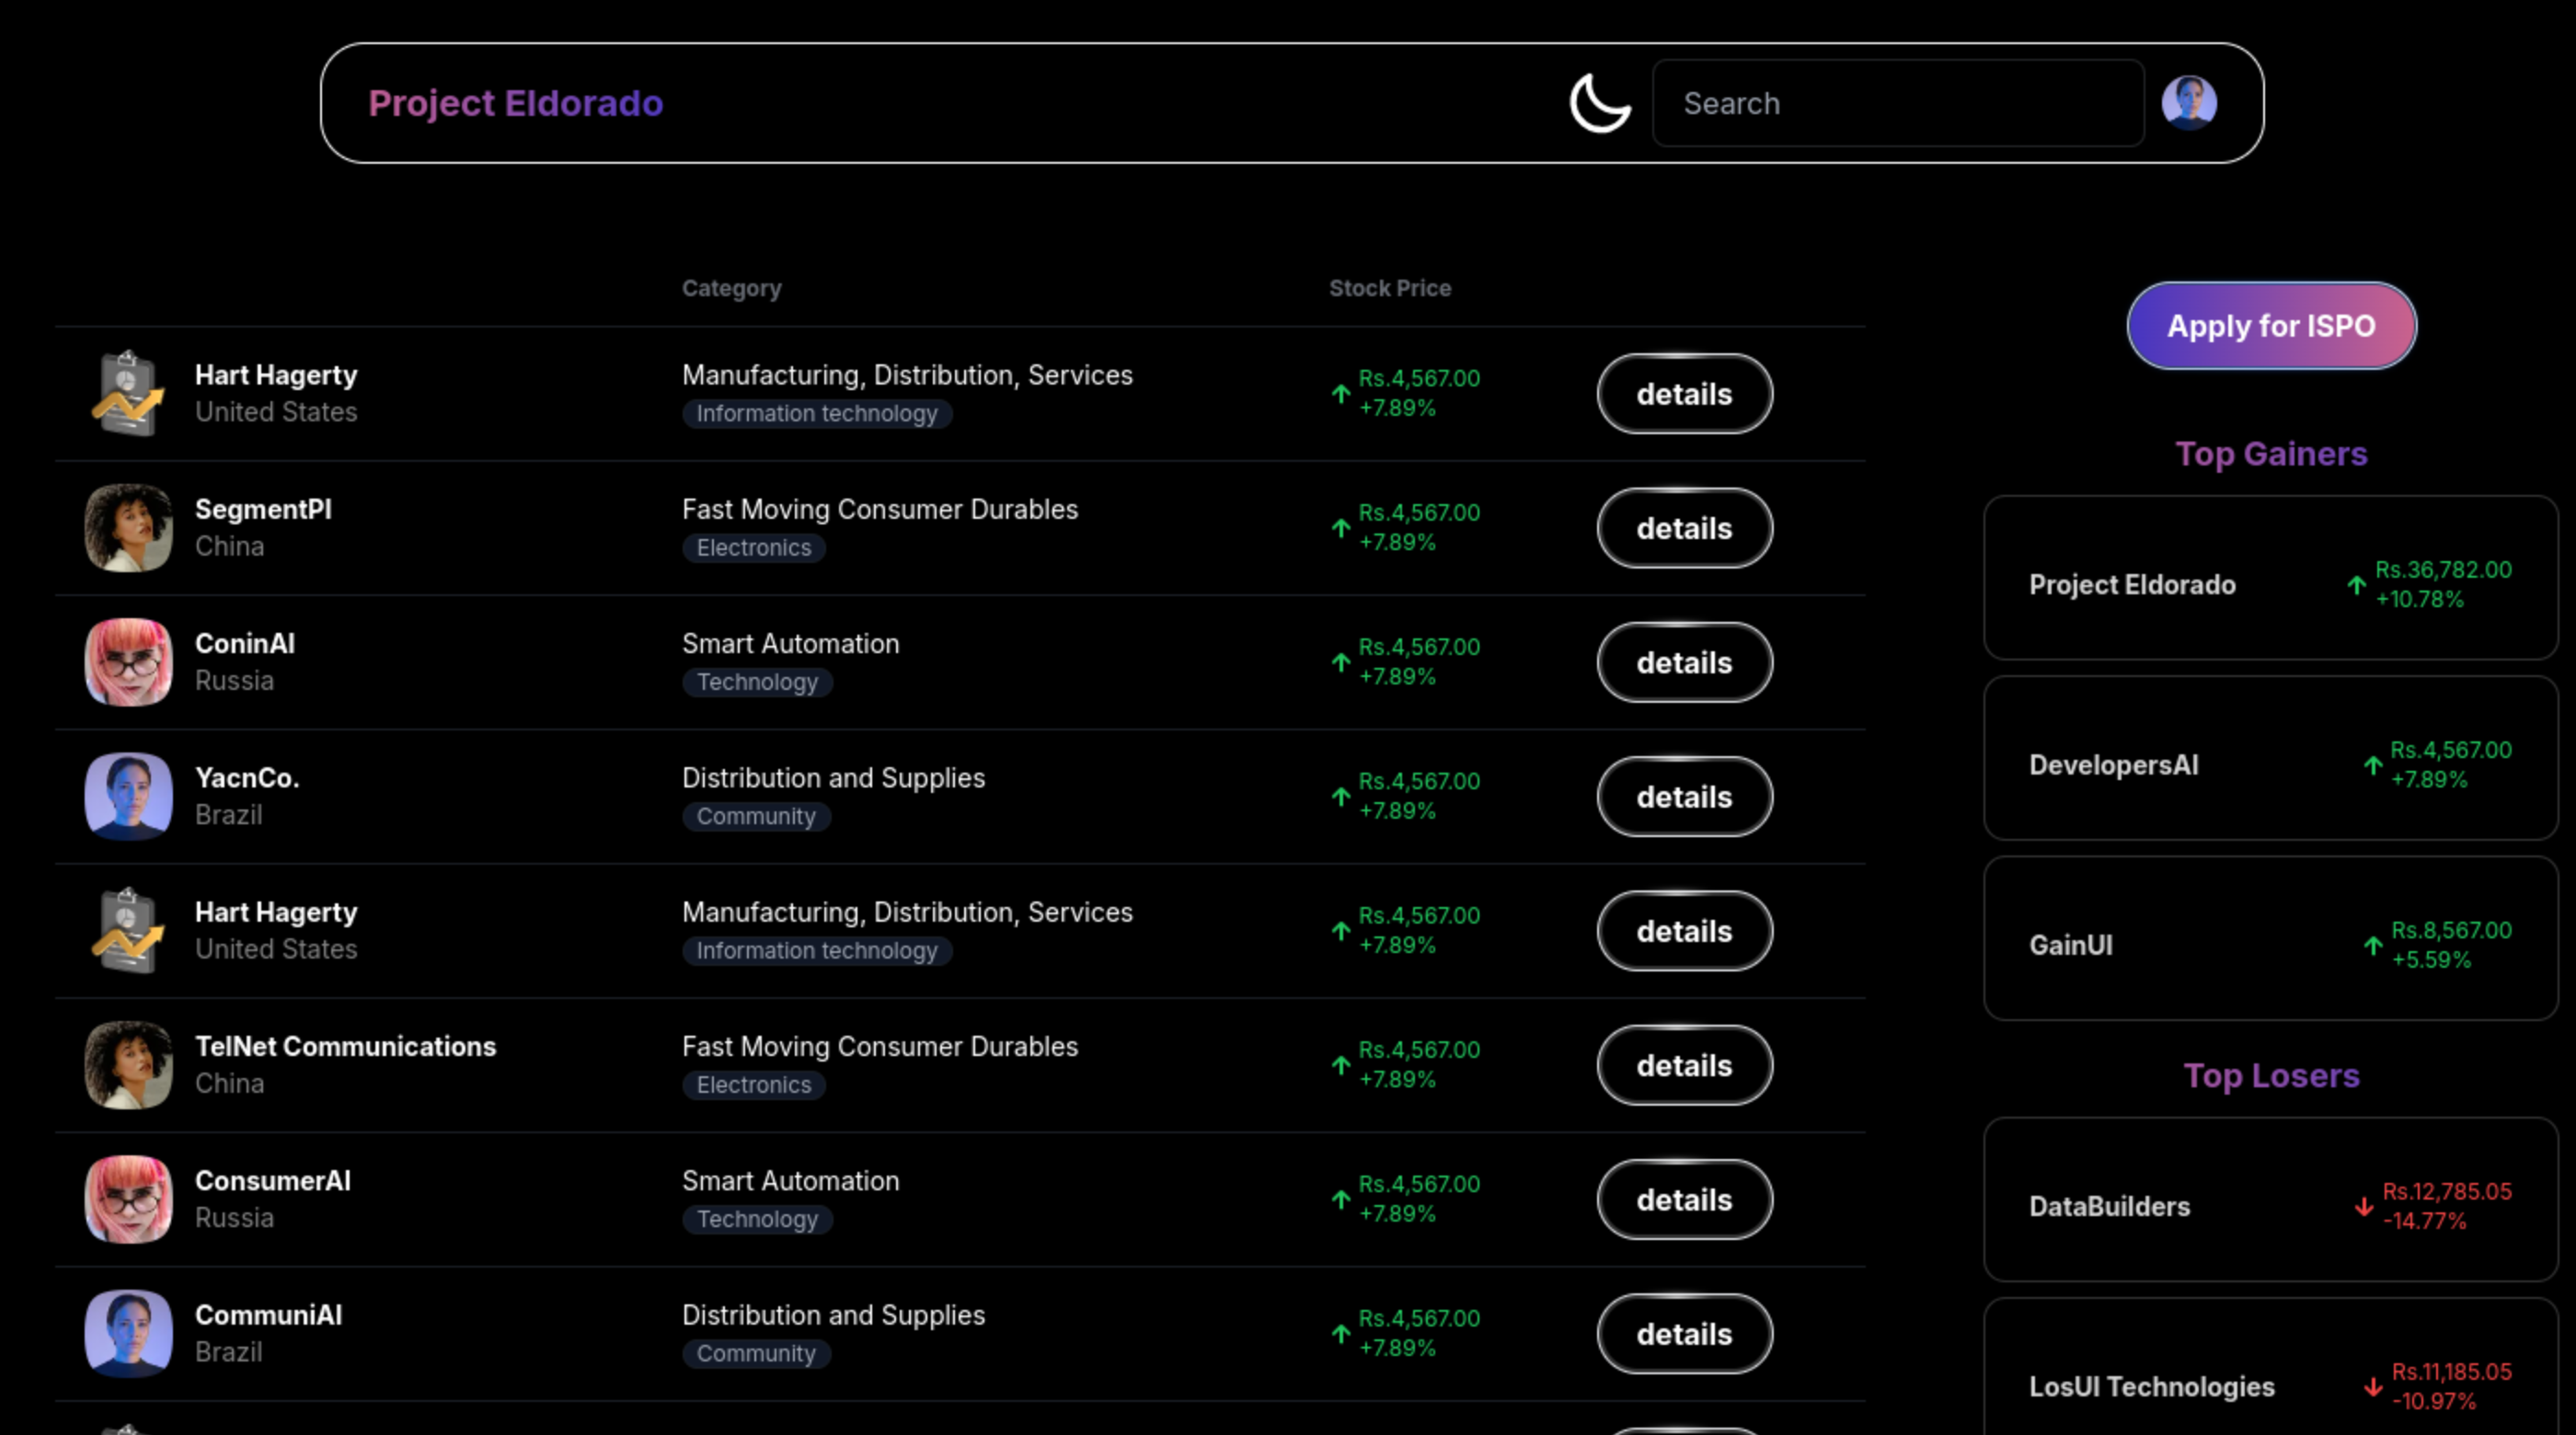 Project Eldorado
Search
Category
Stock Price
Hart Hagerty
United States
Manufacturing, Distribution, Services
Information technology
Rs.4,567.00
+7.89%
details
SegmentPI
China
Fast Moving Consumer Durables
Electronics
Rs.4,567.00
+7.89%
details
ConinAI
Russia
Smart Automation
Technology
Rs.4,567.00
+7.89%
details
YacnCo.
Brazil
Distribution and Supplies
Community
Rs.4,567.00
+7.89%
details
Hart Hagerty
United States
Manufacturing, Distribution, Services
Information technology
Rs.4,567.00
+7.89%
details
TelNet Communications
China
Fast Moving Consumer Durables
Electronics
Rs.4,567.00
+7.89%
details
ConsumerAI
Russia
Smart Automation
Technology
Rs.4,567.00
+7.89%
details
CommuniAI
Brazil
Distribution and Supplies
Community
Rs.4,567.00
+7.89%
details
Apply for ISPO
Top Gainers
Project Eldorado
Rs.36,782.00
+10.78%
DevelopersAI
Rs.4,567.00
+7.89%
GainUI
Rs.8,567.00
+5.59%
Top Losers
DataBuilders
Rs.12,785.05
-14.77%
LosUI Technologies
Rs.11,185.05
-10.97%